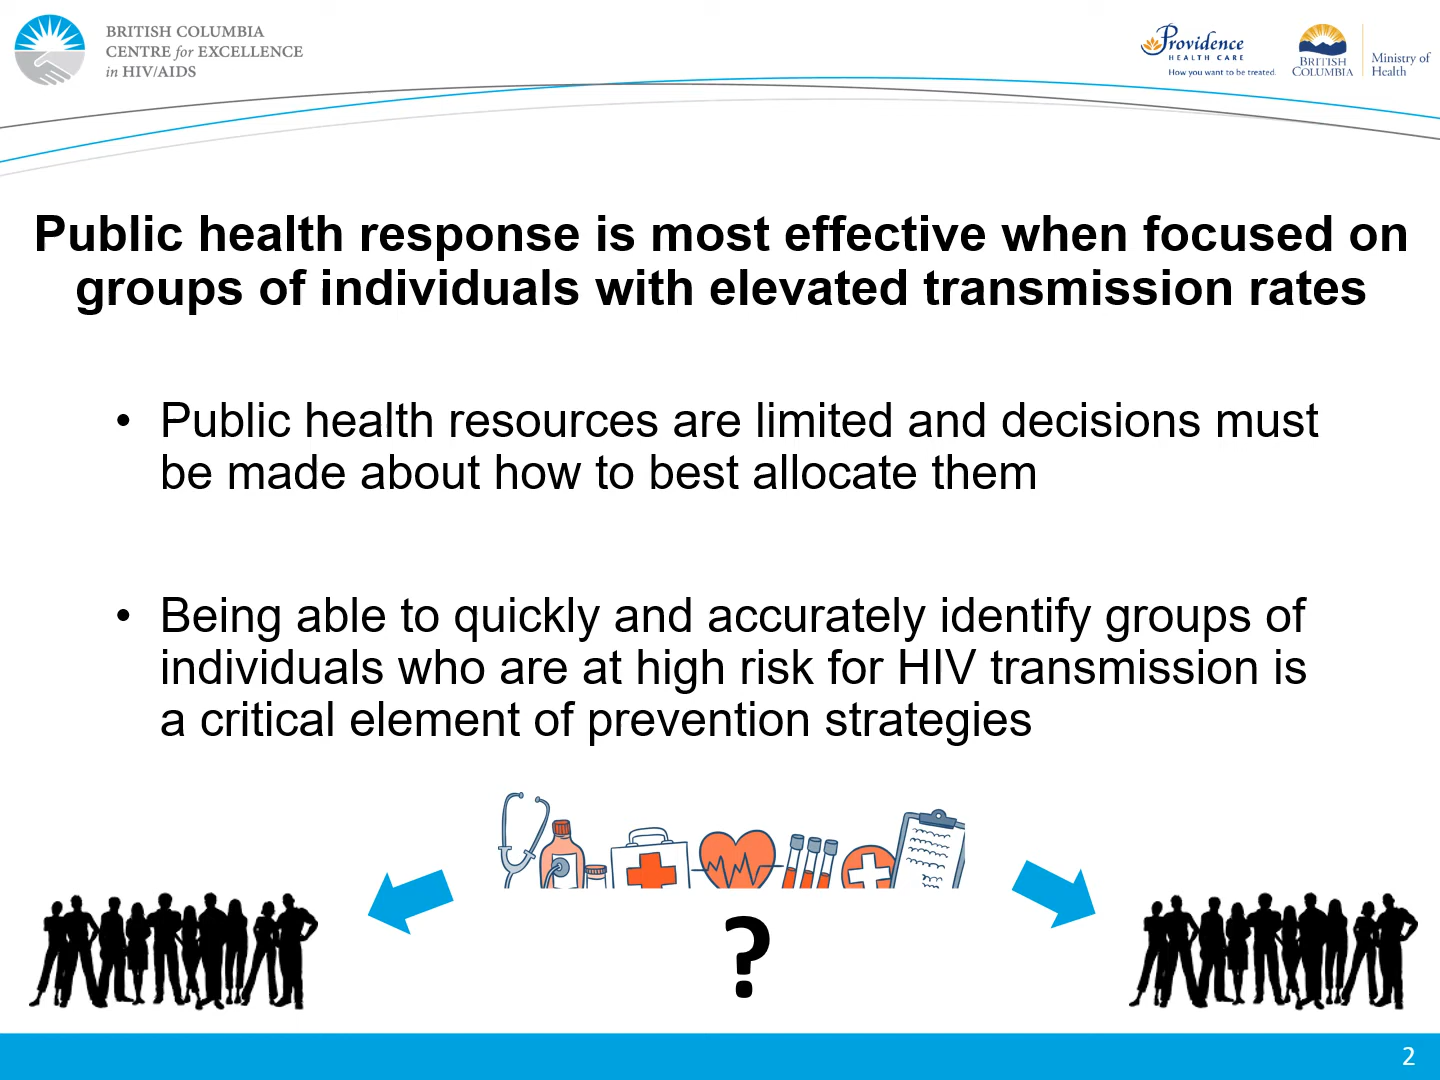 BRITISH COLUMBIA
CENTRE for EXCELLENCE
in HIV/AIDS
Providence
HEALTH CARE
How you want to be treated.
BRITISH
COLUMBIA
Ministry of
Health
Public health response is most effective when focused on
groups of individuals with elevated transmission rates
• Public health resources are limited and decisions must
be made about how to best allocate them
• Being able to quickly and accurately identify groups of
individuals who are at high risk for HIV transmission is
a critical element of prevention strategies
?
2